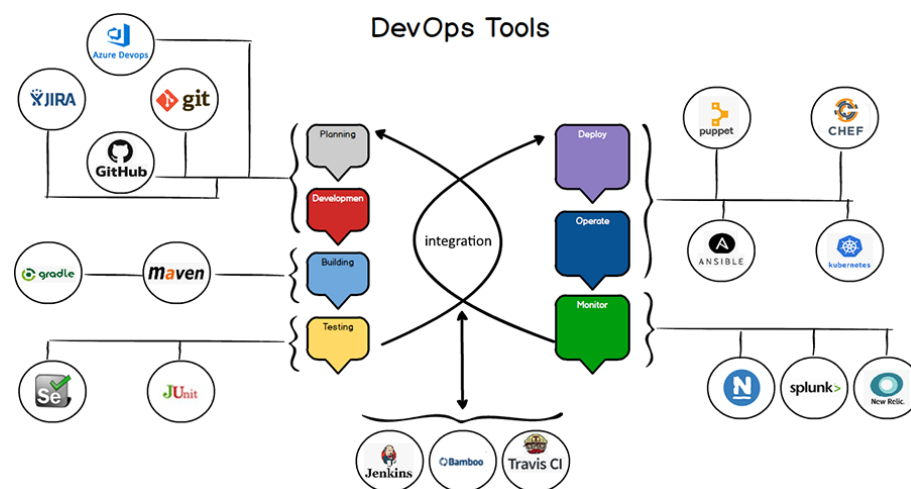 DevOps Tools
Azure Devops
JIRA
git
GitHub
Planning
Developmen
gradle
maven
Building
Testing
Se
JUnit
integration
Deploy
Operate
Monitor
puppet
CHEF
A
ANSIBLE
kubernetes
N
splunk>
New Relic.
Jenkins
Bamboo
Travis CI